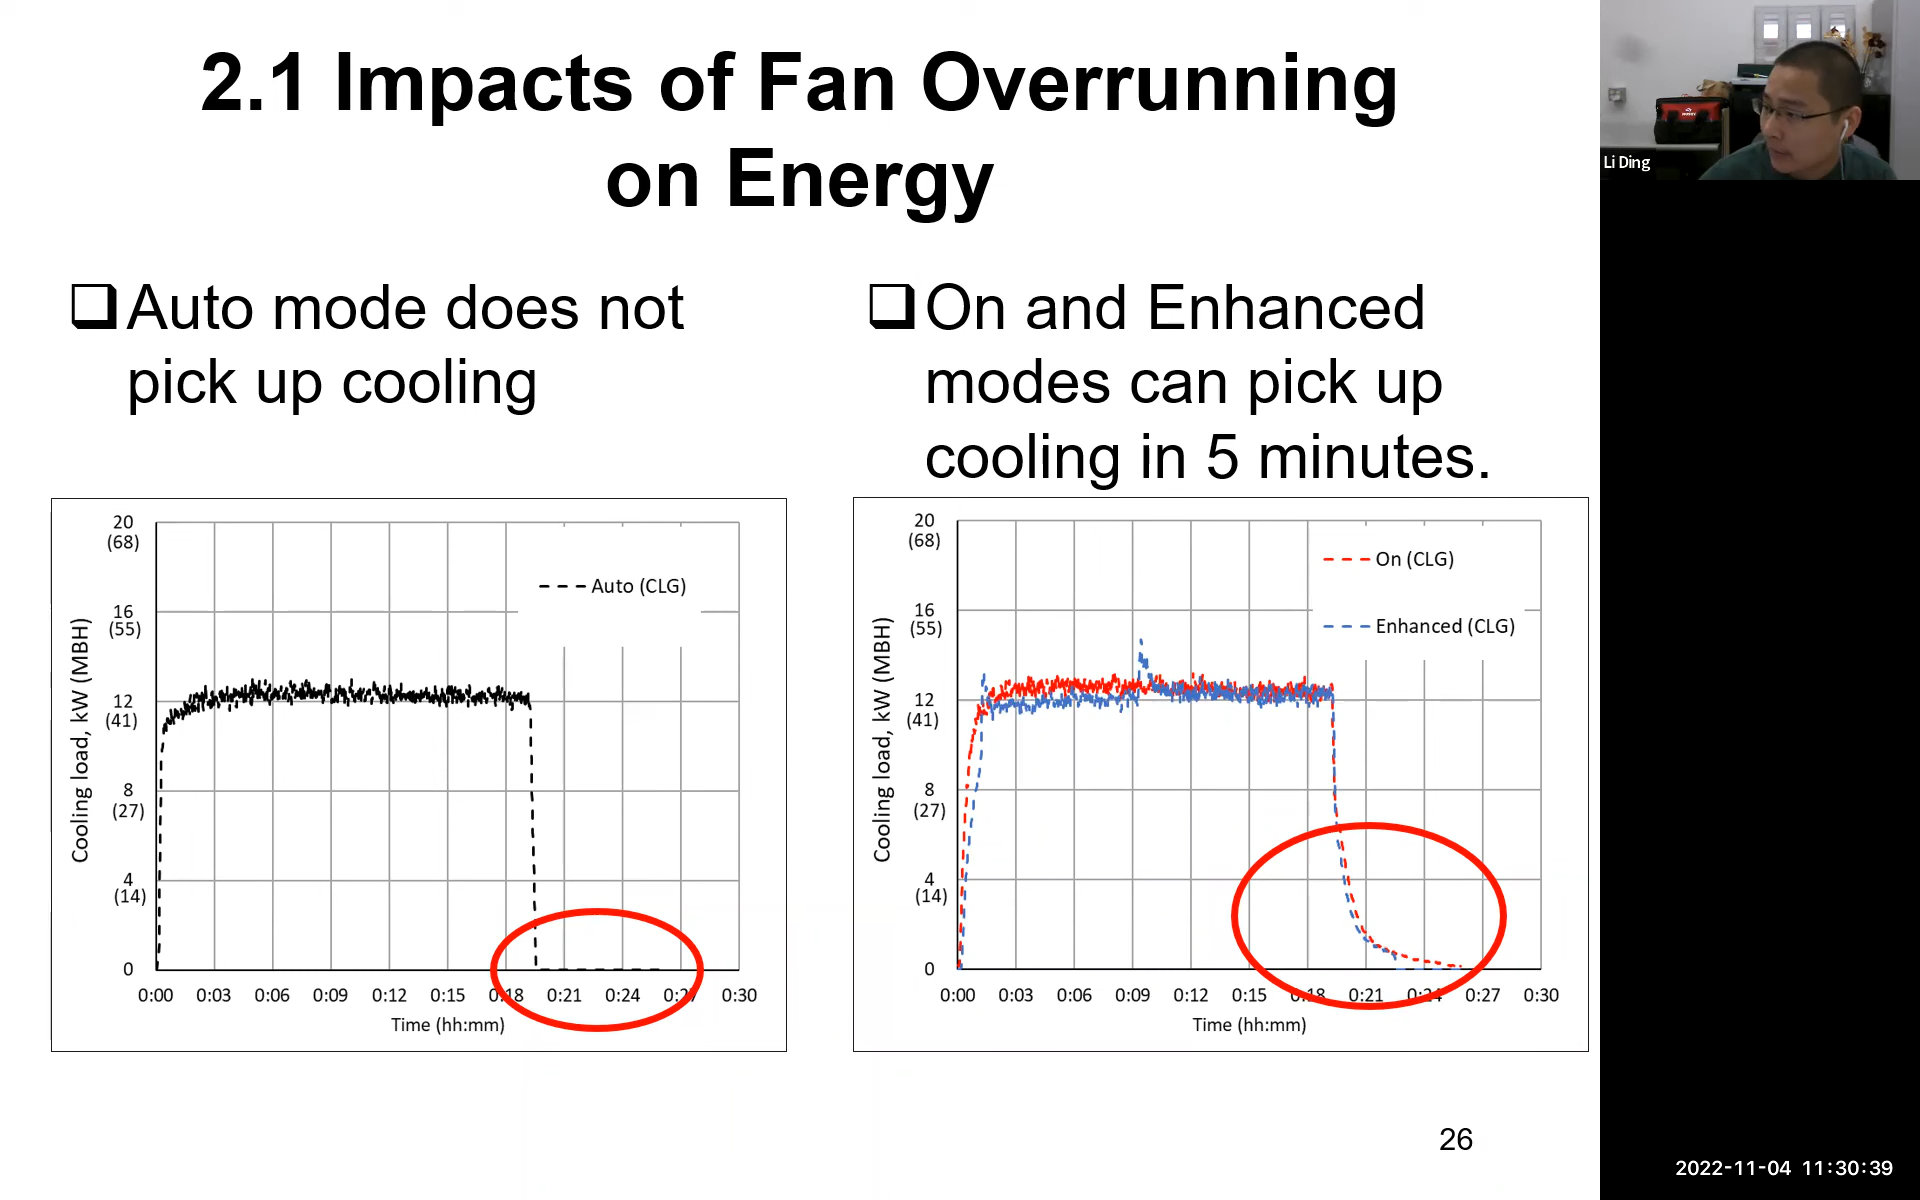 2.1 Impacts of Fan Overrunning
on Energy
Auto mode does not
pick up cooling
On and Enhanced
modes can pick up
cooling in 5 minutes.
20
(68)
16
(55)
12
(41)
8
(27)
4
(14)
0
Cooling load, kW (MBH)
Auto (CLG)
0:00 0:03 0:06 0:09 0:12 0:15 0:18 0:21 0:24 0:27 0:30
Time (hh:mm)
20
(68)
16
(55)
12
(41)
8
(27)
4
(14)
0
Cooling load, kW (MBH)
On (CLG)
Enhanced (CLG)
0:00 0:03 0:06 0:09 0:12 0:15 0:18 0:21 0:24 0:27 0:30
Time (hh:mm)
26
Li Ding
2022-11-04 11:30:39